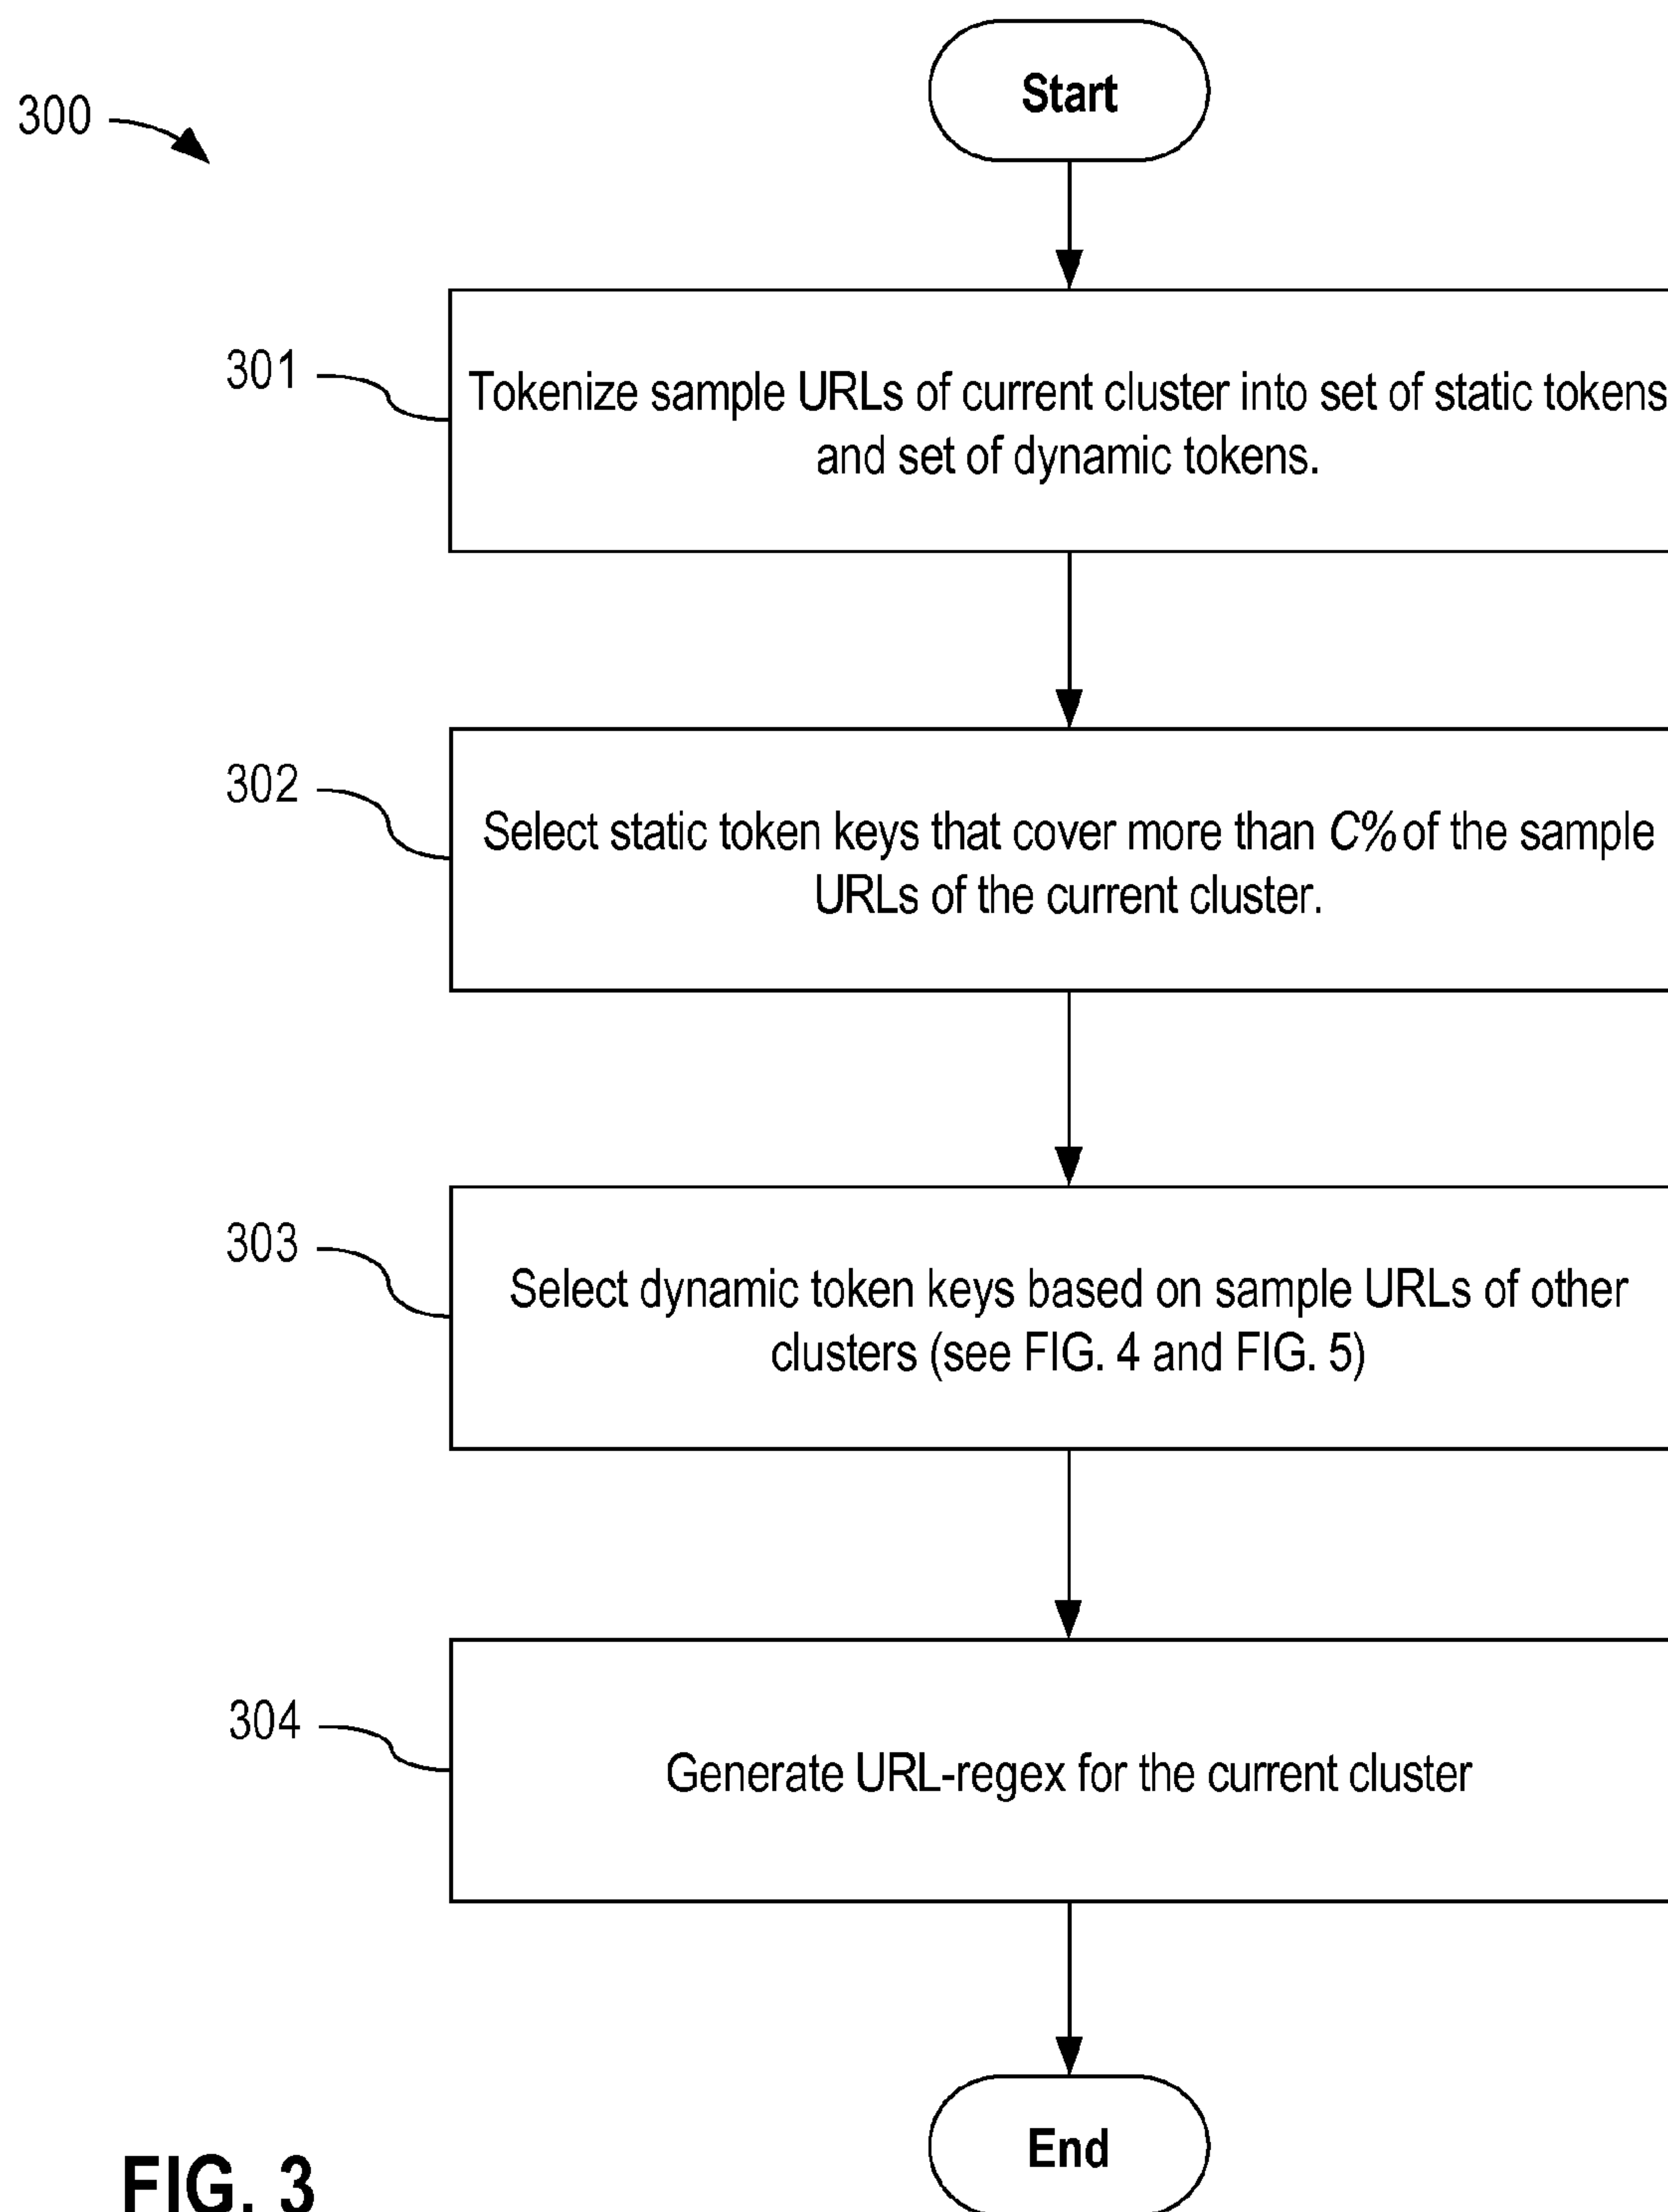 Start
300
301
Tokenize sample URLs of current cluster into set of static tokens
and set of dynamic tokens.
302
Select static token keys that cover more than C% of the sample
URLs of the current cluster.
303
Select dynamic token keys based on sample URLs of other
clusters (see FIG. 4 and FIG. 5)
304
Generate URL-regex for the current cluster
End
FIG. 3